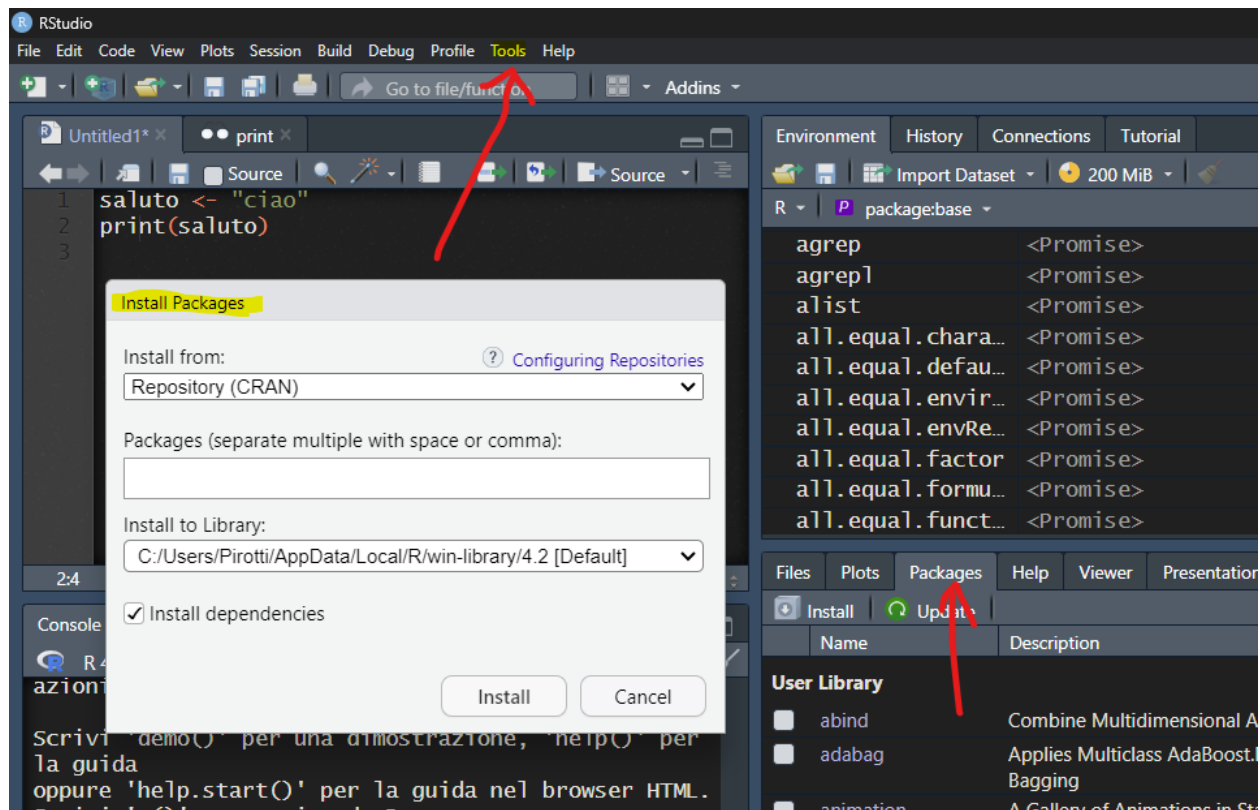 RStudio
File Edit Code View Plots Session Build Debug Profile Tools Help
Go to file/function Addins
Untitled1* print
Source Source
1 saluto <- "ciao"
2 print(saluto)
3
2:4
Install Packages
Install from: Configuring Repositories
Repository (CRAN)
Packages (separate multiple with space or comma):
Install to Library:
C:/Users/Pirotti/AppData/Local/R/win-library/4.2 [Default]
Install dependencies
Install Cancel
Console
R 4
azioni
Scrivi 'demo()' per una dimostrazione, 'help()' per
la guida
oppure 'help.start()' per la guida nel browser HTML.
Environment History Connections Tutorial
Import Dataset 200 MiB
R package:base
agrep <Promise>
agrepl <Promise>
alist <Promise>
all.equal.chara… <Promise>
all.equal.defau… <Promise>
all.equal.envir… <Promise>
all.equal.envRe… <Promise>
all.equal.factor <Promise>
all.equal.formu… <Promise>
all.equal.funct… <Promise>
Files Plots Packages Help Viewer Presentation
Install Update
Name Description
User Library
abind Combine Multidimensional A
adabag Applies Multiclass AdaBoost.
Bagging
animation A Gallery of Animations in Sta